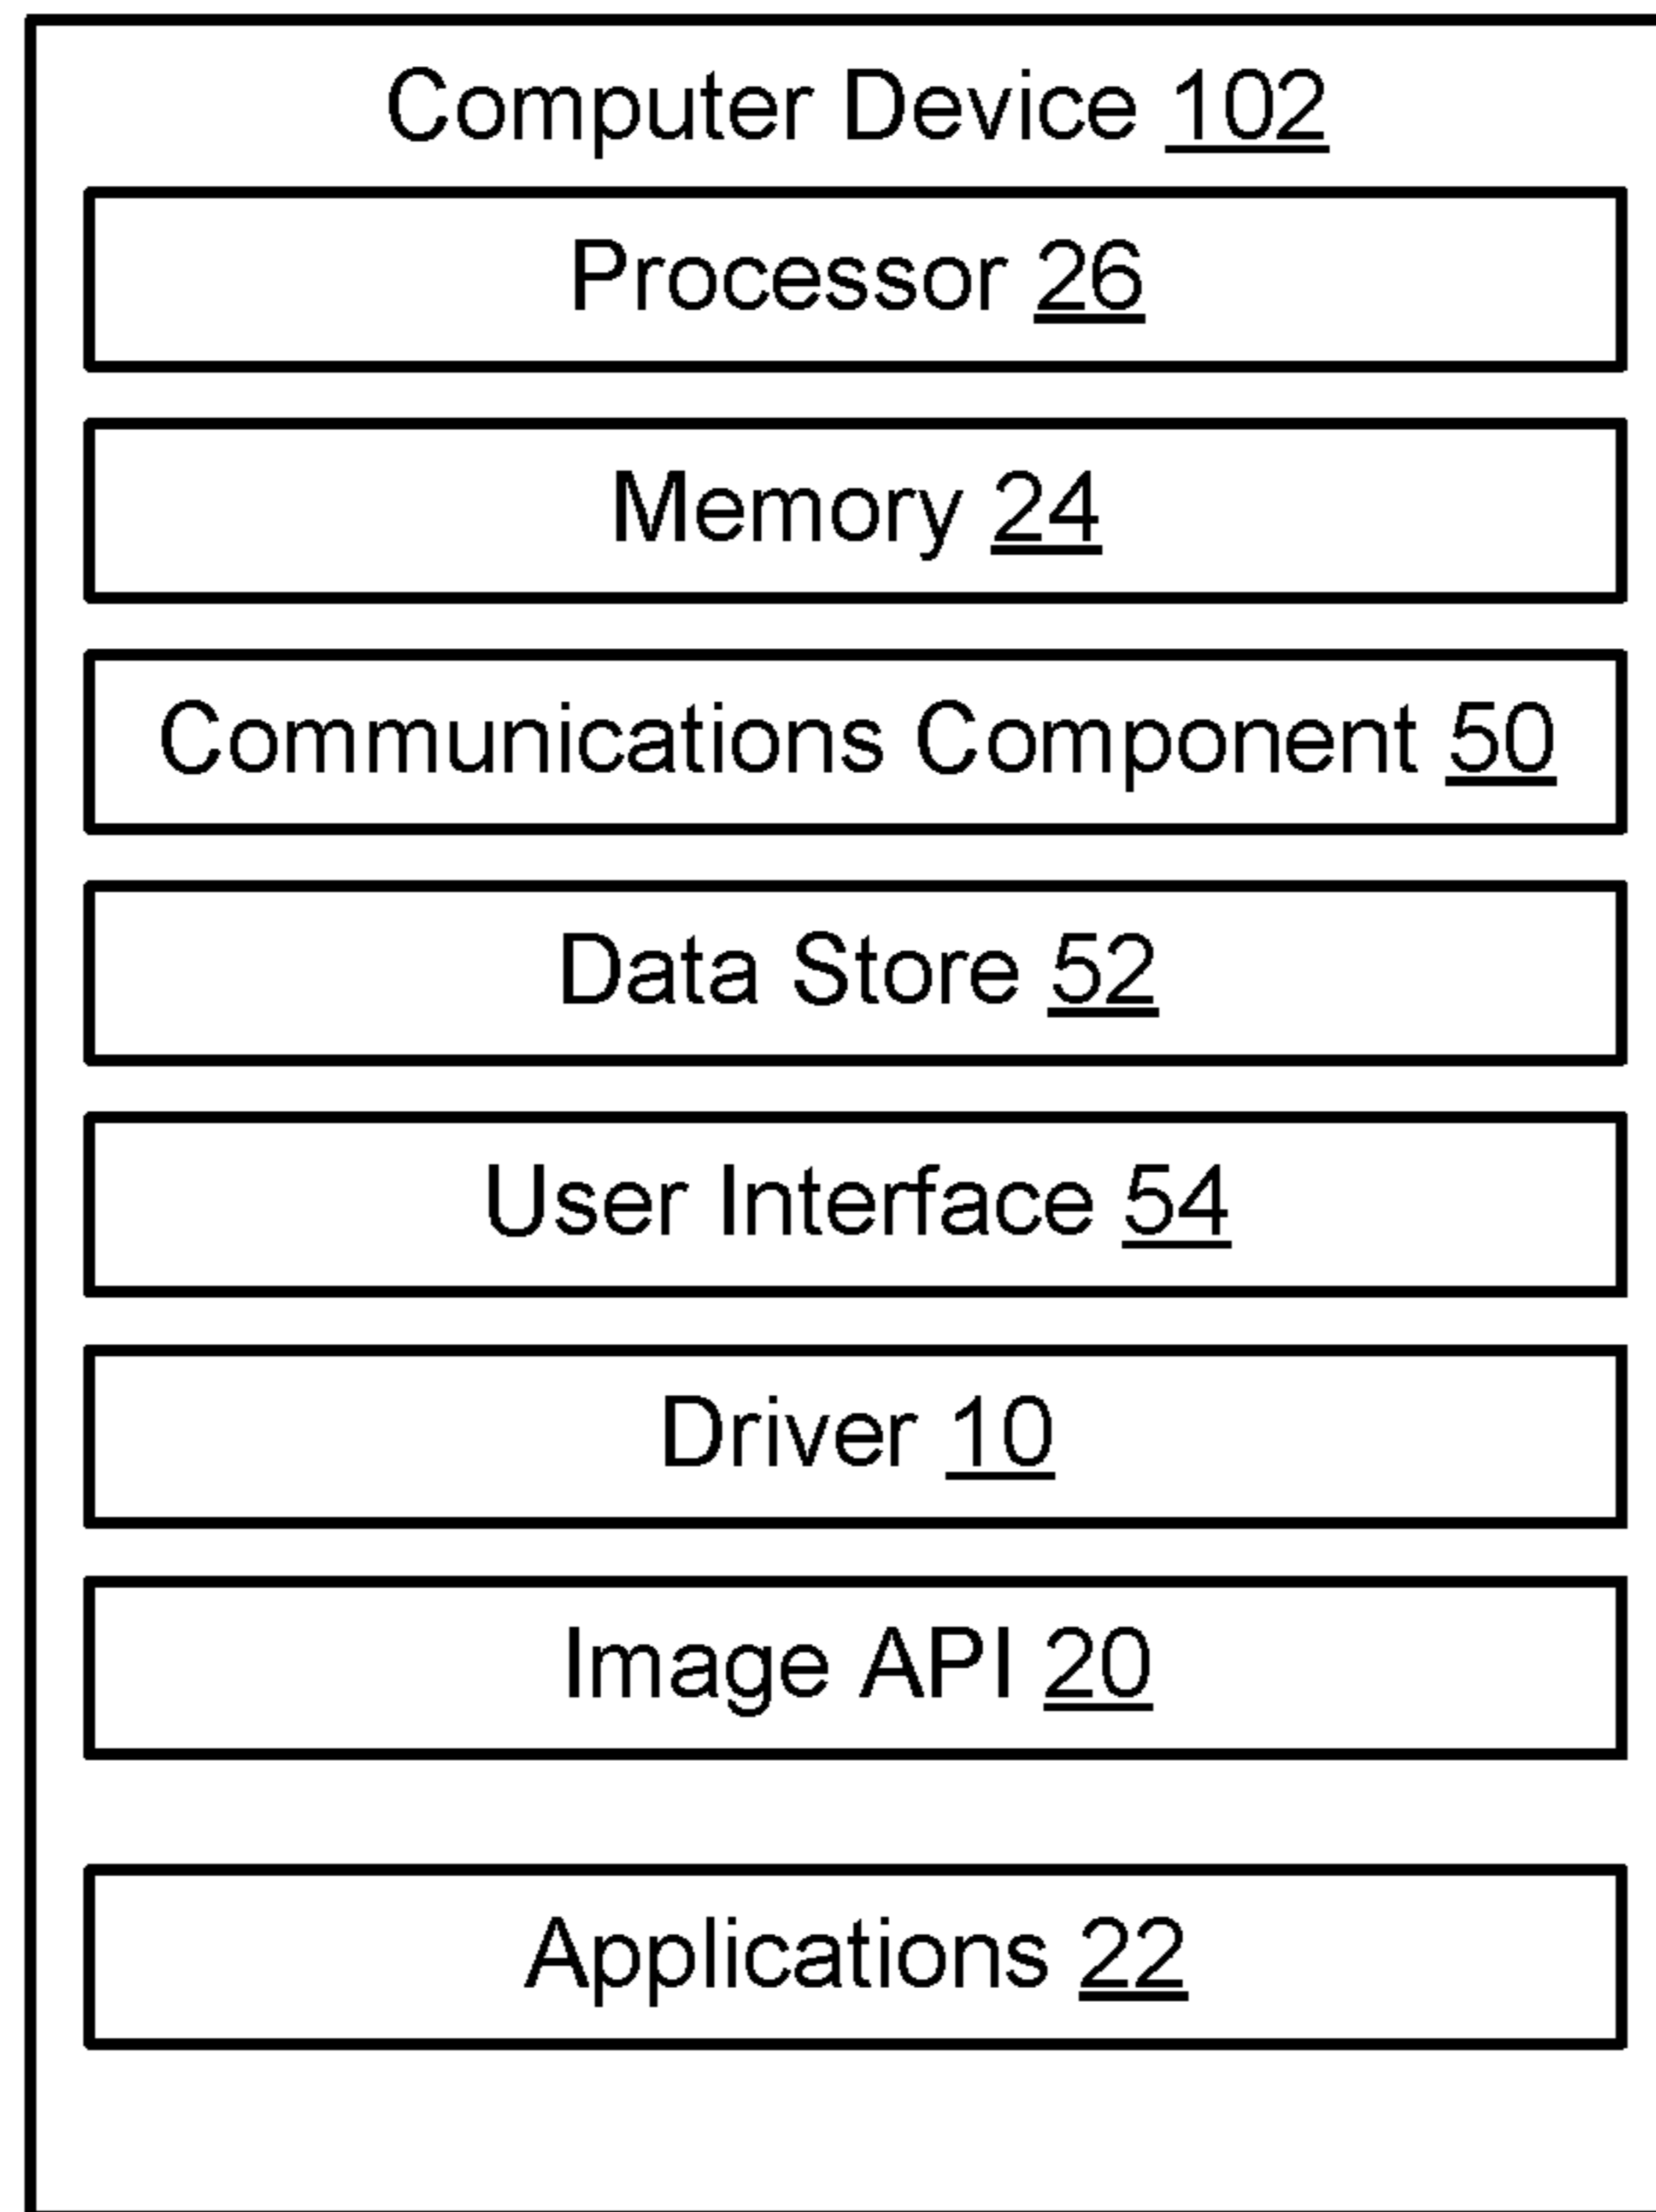 Computer Device 102
Processor 26
Memory 24
Communications Component 50
Data Store 52
User Interface 54
Driver 10
Image API 20
Applications 22